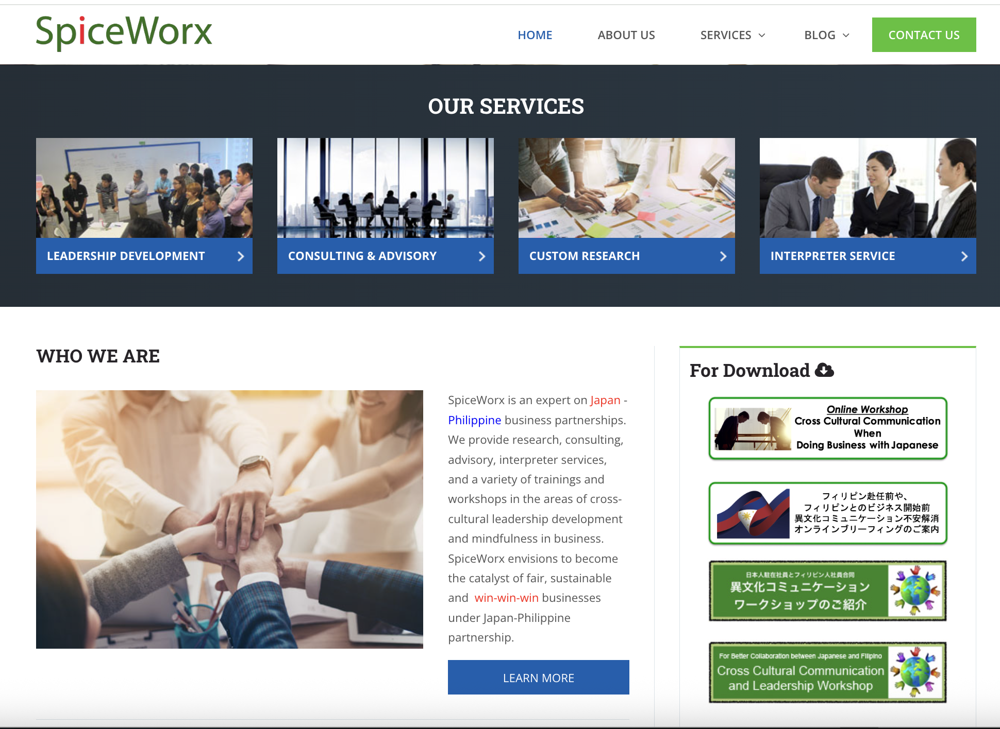 SpiceWorx
HOME
ABOUT US
SERVICES
BLOG
CONTACT US
OUR SERVICES
LEADERSHIP DEVELOPMENT
CONSULTING & ADVISORY
CUSTOM RESEARCH
INTERPRETER SERVICE
WHO WE ARE
SpiceWorx is an expert on Japan -
Philippine business partnerships.
We provide research, consulting,
advisory, interpreter services,
and a variety of trainings and
workshops in the areas of cross-
cultural leadership development
and mindfulness in business.
SpiceWorx envisions to become
the catalyst of fair, sustainable
and win-win-win businesses
under Japan-Philippine
partnership.
LEARN MORE
For Download
Online Workshop
Cross Cultural Communication
When
Doing Business with Japanese
フィリピン赴任前や、
フィリピンとのビジネス開始前
異文化コミュニケーション不安解消
オンラインブリーフィングのご案内
日本人駐在社員とフィリピン人社員合同
異文化コミュニケーション
ワークショップのご紹介
For Better Collaboration between Japanese and Filipino
Cross Cultural Communication
and Leadership Workshop